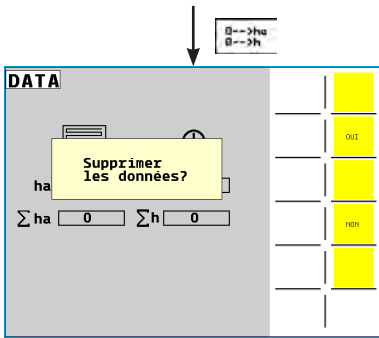 0-->ha
0-->h
DATA
OUI
Supprimer
les données?
ha
NON
∑ha 0 ∑h 0